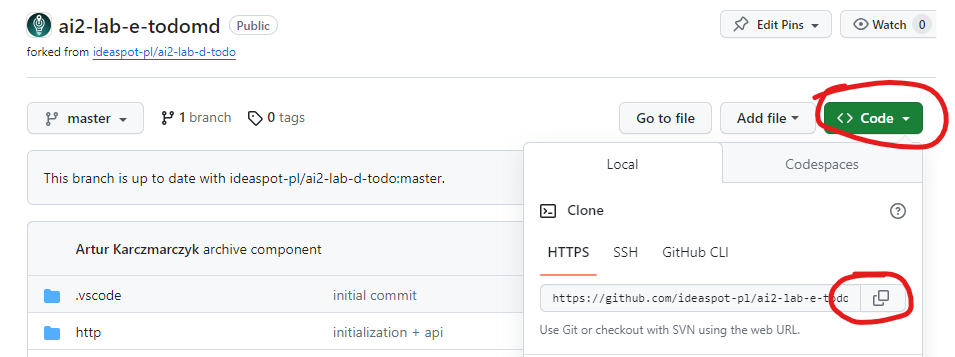 ai2-lab-e-todomd Public Edit Pins Watch 0
forked from ideaspot-pl/ai2-lab-d-todo
master 1 branch 0 tags Go to file Add file <> Code
Local Codespaces
This branch is up to date with ideaspot-pl/ai2-lab-d-todo:master.
Clone
Artur Karczmarczyk archive component
HTTPS SSH GitHub CLI
.vscode initial commit
https://github.com/ideaspot-pl/ai2-lab-e-todo
http initialization + api
Use Git or checkout with SVN using the web URL.